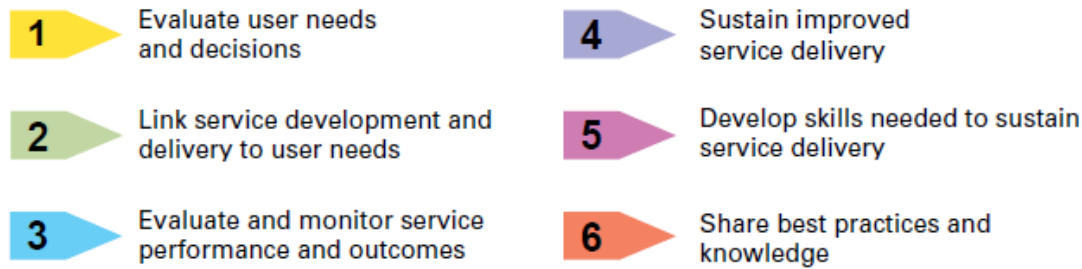 1
Evaluate user needs
and decisions
2
Link service development and
delivery to user needs
3
Evaluate and monitor service
performance and outcomes
4
Sustain improved
service delivery
5
Develop skills needed to sustain
service delivery
6
Share best practices and
knowledge